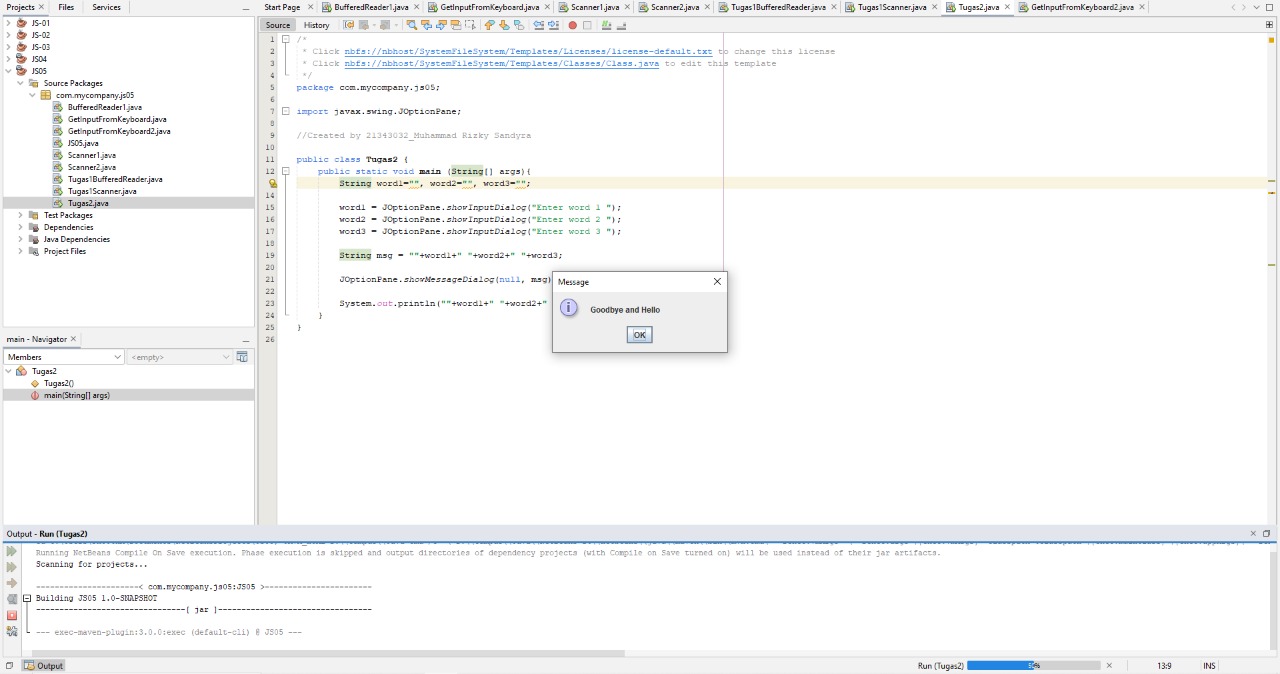 Projects Files Services
JS-01
JS-02
JS-03
JS04
JS05
Source Packages
com.mycompany.js05
BufferedReader1.java
GetInputFromKeyboard.java
GetInputFromKeyboard2.java
JS05.java
Scanner1.java
Scanner2.java
Tugas1BufferedReader.java
Tugas1Scanner.java
Tugas2.java
Test Packages
Dependencies
Java Dependencies
Project Files
main - Navigator
Members <empty>
Tugas2
Tugas2()
main(String[] args)
Start Page BufferedReader1.java GetInputFromKeyboard.java Scanner1.java Scanner2.java Tugas1BufferedReader.java Tugas1Scanner.java Tugas2.java GetInputFromKeyboard2.java
Source History
1 /*
2 * Click nbfs://nbhost/SystemFileSystem/Templates/Licenses/license-default.txt to change this license
3 * Click nbfs://nbhost/SystemFileSystem/Templates/Classes/Class.java to edit this template
4 */
5 package com.mycompany.js05;
6
7 import javax.swing.JOptionPane;
8
9 //Created by 21343032_Muhammad Rizky Sandyra
10
11 public class Tugas2 {
12 public static void main (String[] args){
String word1="", word2="", word3="";
14
15 word1 = JOptionPane.showInputDialog("Enter word 1 ");
16 word2 = JOptionPane.showInputDialog("Enter word 2 ");
17 word3 = JOptionPane.showInputDialog("Enter word 3 ");
18
19 String msg = ""+word1+" "+word2+" "+word3;
20
21 JOptionPane.showMessageDialog(null, msg)
22
23 System.out.println(""+word1+" "+word2+"
24 }
25 }
26
Message
Goodbye and Hello
OK
Output - Run (Tugas2)
Running NetBeans Compile On Save execution. Phase execution is skipped and output directories of dependency projects (with Compile on Save turned on) will be used instead of their jar artifacts.
Scanning for projects...
----------------------< com.mycompany.js05:JS05 >-----------------------
Building JS05 1.0-SNAPSHOT
--------------------------------[ jar ]---------------------------------
--- exec-maven-plugin:3.0.0:exec (default-cli) @ JS05 ---
Output
Run (Tugas2) 50% 13:9 INS